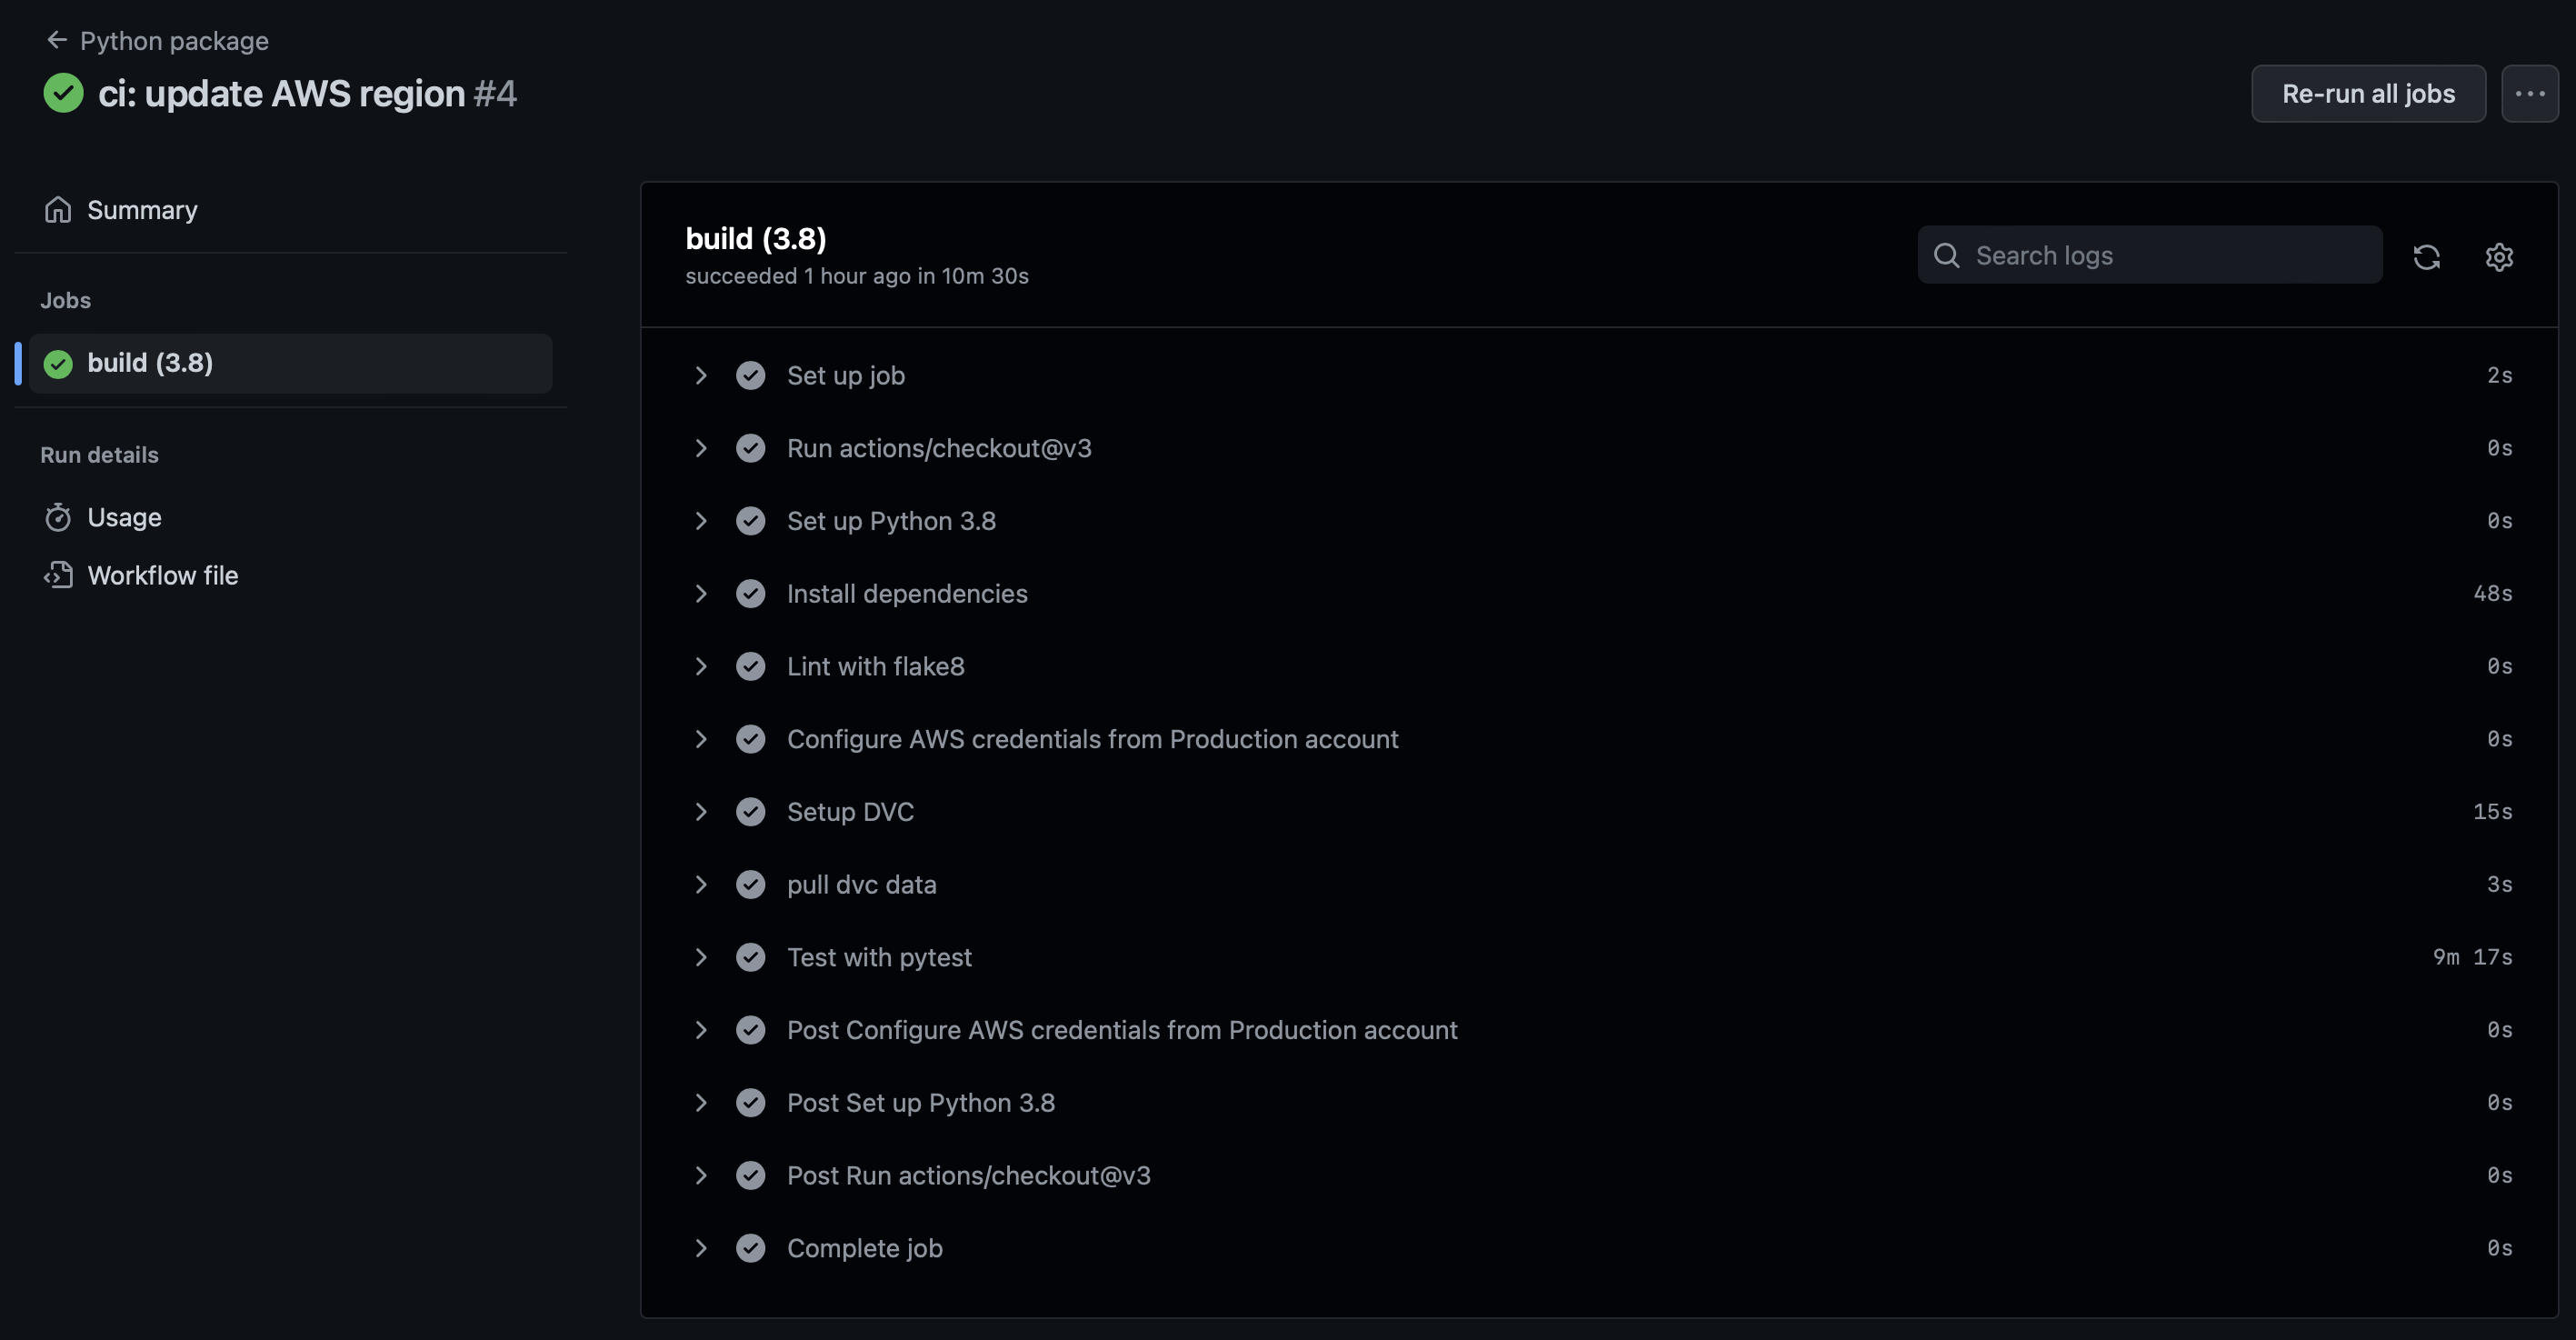 Python package
ci: update AWS region #4
Re-run all jobs
Summary
Jobs
build (3.8)
Run details
Usage
Workflow file
build (3.8)
succeeded 1 hour ago in 10m 30s
Search logs
Set up job 2s
Run actions/checkout@v3 0s
Set up Python 3.8 0s
Install dependencies 48s
Lint with flake8 0s
Configure AWS credentials from Production account 0s
Setup DVC 15s
pull dvc data 3s
Test with pytest 9m 17s
Post Configure AWS credentials from Production account 0s
Post Set up Python 3.8 0s
Post Run actions/checkout@v3 0s
Complete job 0s